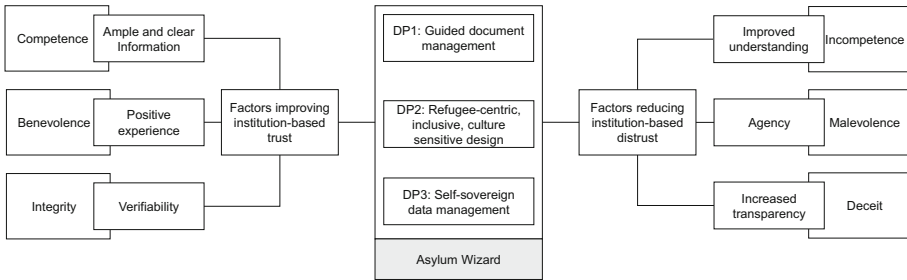 Competence
Ample and clear
Information
Benevolence
Positive
experience
Integrity
Verifiability
Factors improving
institution-based
trust
DP1: Guided document
management
DP2: Refugee-centric,
inclusive, culture
sensitive design
DP3: Self-sovereign
data management
Asylum Wizard
Factors reducing
institution-based
distrust
Improved
understanding
Incompetence
Agency
Malevolence
Increased
transparency
Deceit